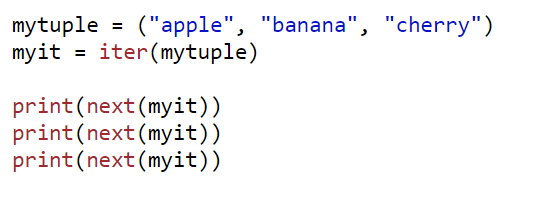 mytuple = ("apple", "banana", "cherry")
myit = iter(mytuple)
print(next(myit))
print(next(myit))
print(next(myit))